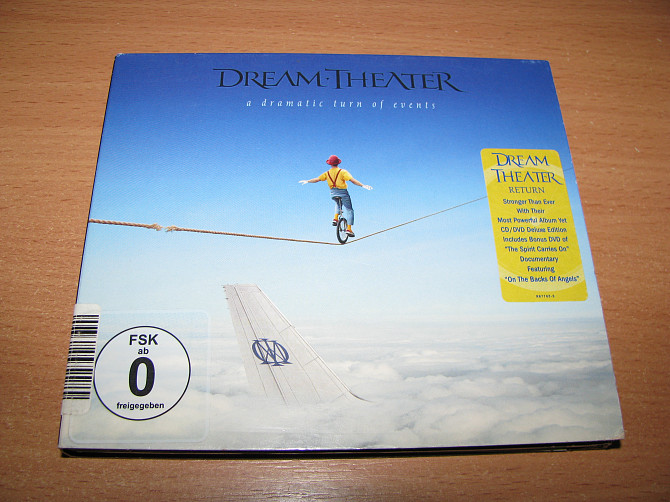 DREAM·THEATER
a dramatic turn of events
DREAM
THEATER
RETURN
Stronger Than Ever
With Their
Most Powerful Album Yet
CD/DVD Deluxe Edition
Includes Bonus DVD of
"The Spirit Carries On"
Documentary
Featuring
"On The Backs Of Angels"
FSK
ab
0
freigegeben